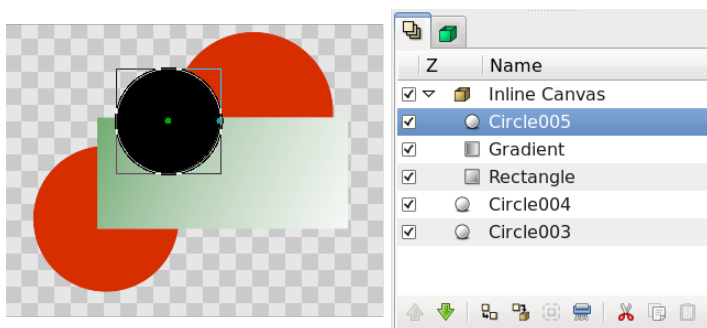 Z Name
Inline Canvas
Circle005
Gradient
Rectangle
Circle004
Circle003